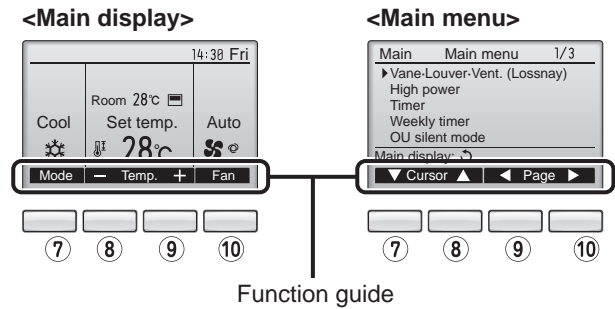 <Main display>
14:30 Fri
Room 28°C
Cool Set temp. Auto
28°C
Mode − Temp. + Fan
7 8 9 10
<Main menu>
Main Main menu 1/3
▶Vane·Louver·Vent. (Lossnay)
High power
Timer
Weekly timer
OU silent mode
Main display: ↺
▼ Cursor ▲ ◀ Page ▶
7 8 9 10
Function guide